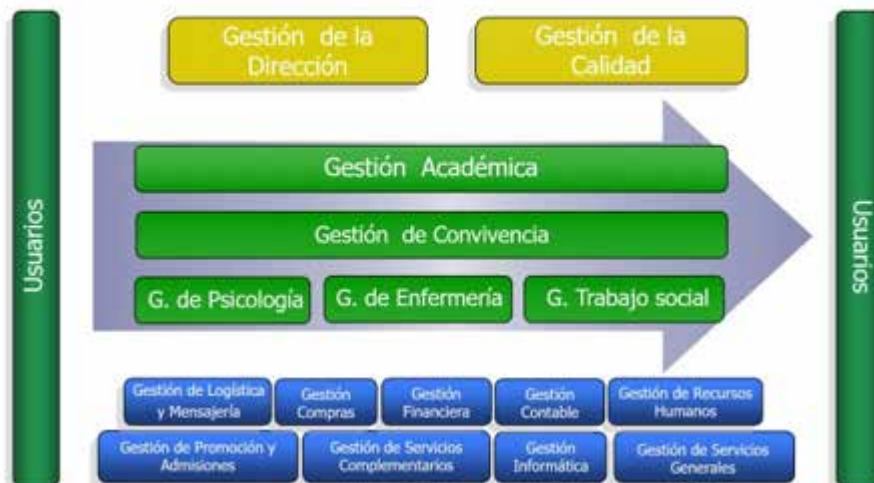 Usuarios
Gestión de la
Dirección
Gestión de la
Calidad
Gestión Académica
Gestión de Convivencia
G. de Psicología
G. de Enfermería
G. Trabajo social
Gestión de Logística
y Mensajería
Gestión
Compras
Gestión
Financiera
Gestión
Contable
Gestión de Recursos
Humanos
Gestión de Promoción y
Admisiones
Gestión de Servicios
Complementarios
Gestión
Informática
Gestión de Servicios
Generales
Usuarios